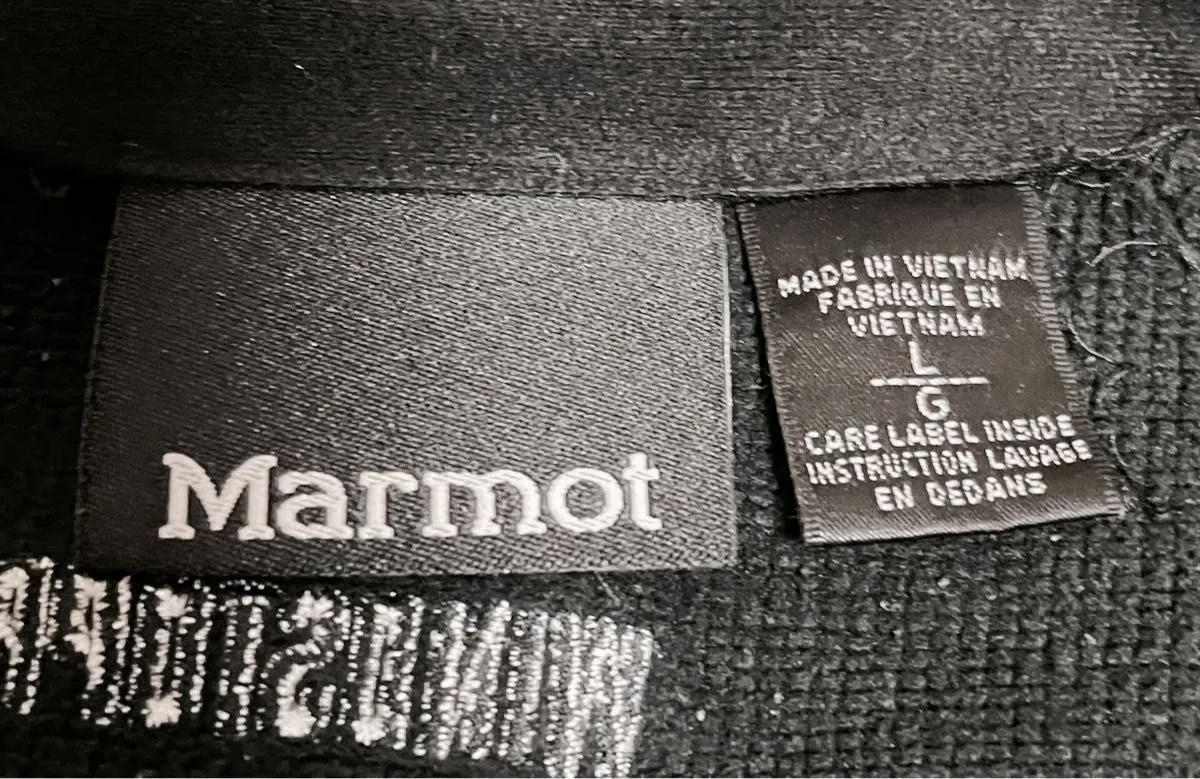 Marmot
MADE IN VIETNAM
FABRIQUE EN
VIETNAM
L
G
CARE LABEL INSIDE
INSTRUCTION LAVAGE
EN DEDANS